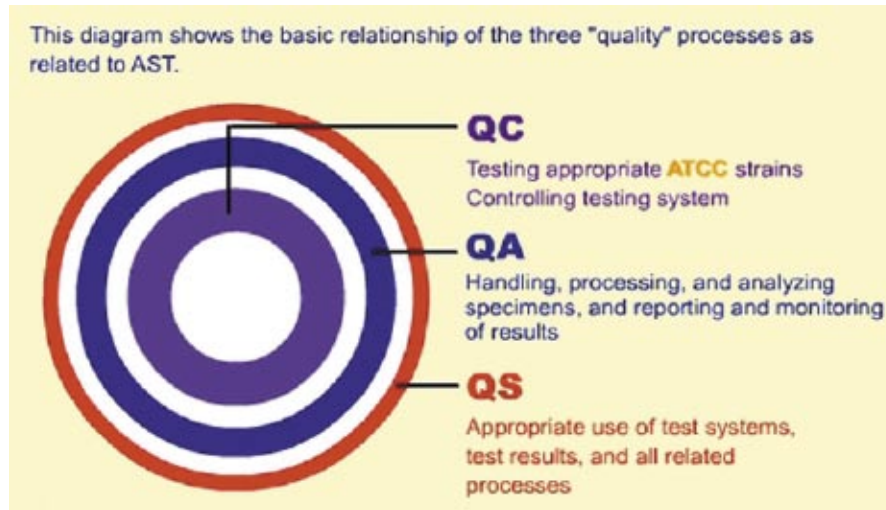 This diagram shows the basic relationship of the three "quality" processes as
related to AST.
QC
Testing appropriate ATCC strains
Controlling testing system
QA
Handling, processing, and analyzing
specimens, and reporting and monitoring
of results
QS
Appropriate use of test systems,
test results, and all related
processes